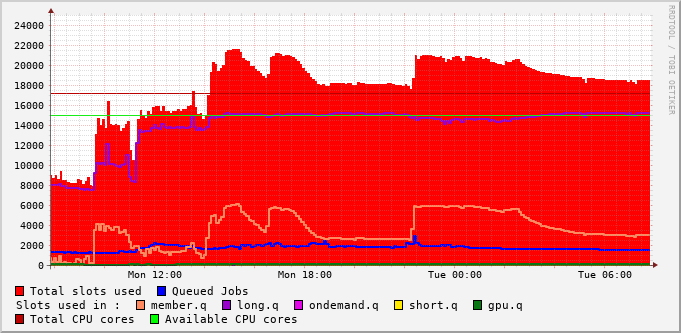 RRDTOOL / TOBI OETIKER
24000
22000
20000
18000
16000
14000
12000
10000
8000
6000
4000
2000
0
Mon 12:00 Mon 18:00 Tue 00:00 Tue 06:00
Total slots used Queued Jobs
Slots used in : member.q long.q ondemand.q short.q gpu.q
Total CPU cores Available CPU cores